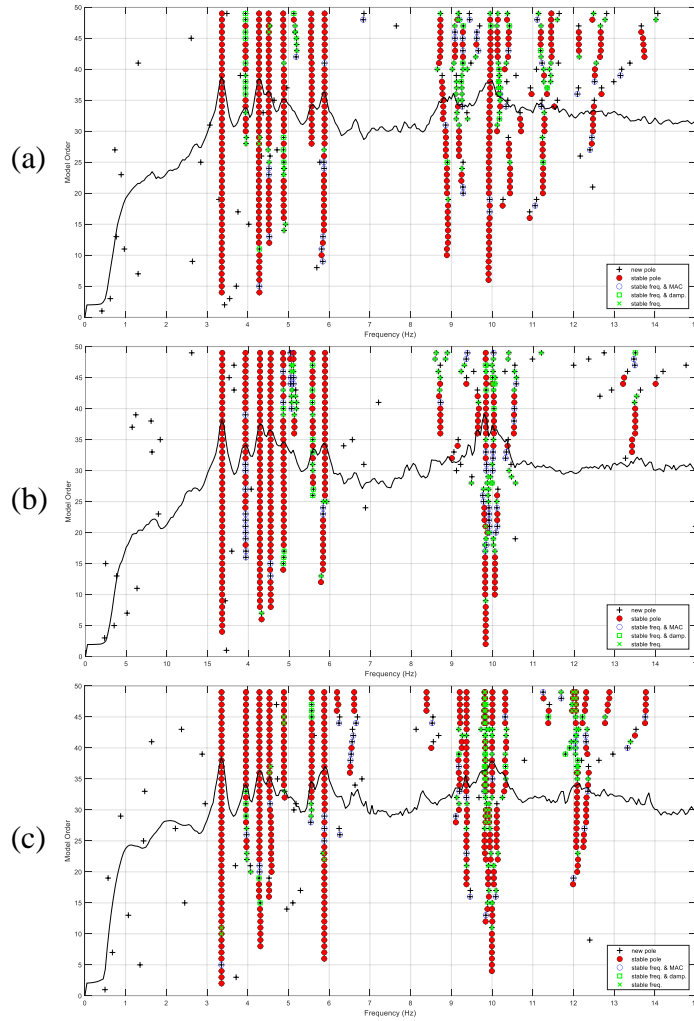 50
45
40
35
30
25
20
15
10
5
0
Model Order
(a)
new pole
stable pole
stable freq. & MAC
stable freq. & damp.
stable freq.
0 1 2 3 4 5 6 7 8 9 10 11 12 13 14 15
Frequency (Hz)
50
45
40
35
30
25
20
15
10
5
0
Model Order
(b)
new pole
stable pole
stable freq. & MAC
stable freq. & damp.
stable freq.
0 1 2 15 4 5 6 7 8 9 10 11 12 13 14 15
Frequency (Hz)
50
45
40
35
30
25
20
15
10
5
0
Model Order
(c)
new pole
stable pole
stable freq. & MAC
stable freq. & damp.
stable freq.
0 1 2 3 4 5 6 7 8 9 10 11 12 13 14 15
Frequency (Hz)